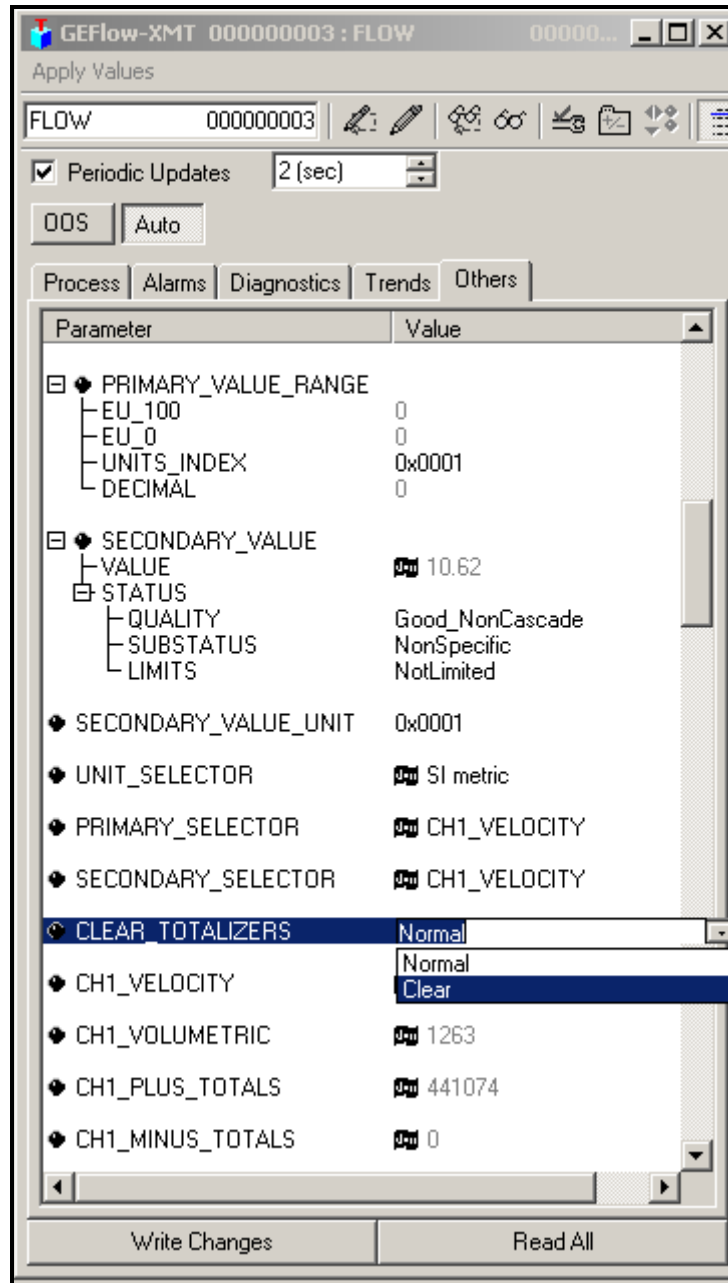 GEFlow-XMT 000000003 : FLOW 00000...
Apply Values
FLOW 000000003
Periodic Updates 2 (sec)
OOS Auto
Process Alarms Diagnostics Trends Others
Parameter Value
PRIMARY_VALUE_RANGE
EU_100 0
EU_0 0
UNITS_INDEX 0x0001
DECIMAL 0
SECONDARY_VALUE
VALUE 10.62
STATUS
QUALITY Good_NonCascade
SUBSTATUS NonSpecific
LIMITS NotLimited
SECONDARY_VALUE_UNIT 0x0001
UNIT_SELECTOR SI metric
PRIMARY_SELECTOR CH1_VELOCITY
SECONDARY_SELECTOR CH1_VELOCITY
CLEAR_TOTALIZERS Normal
Normal
CH1_VELOCITY Clear
CH1_VOLUMETRIC 1263
CH1_PLUS_TOTALS 441074
CH1_MINUS_TOTALS 0
Write Changes Read All